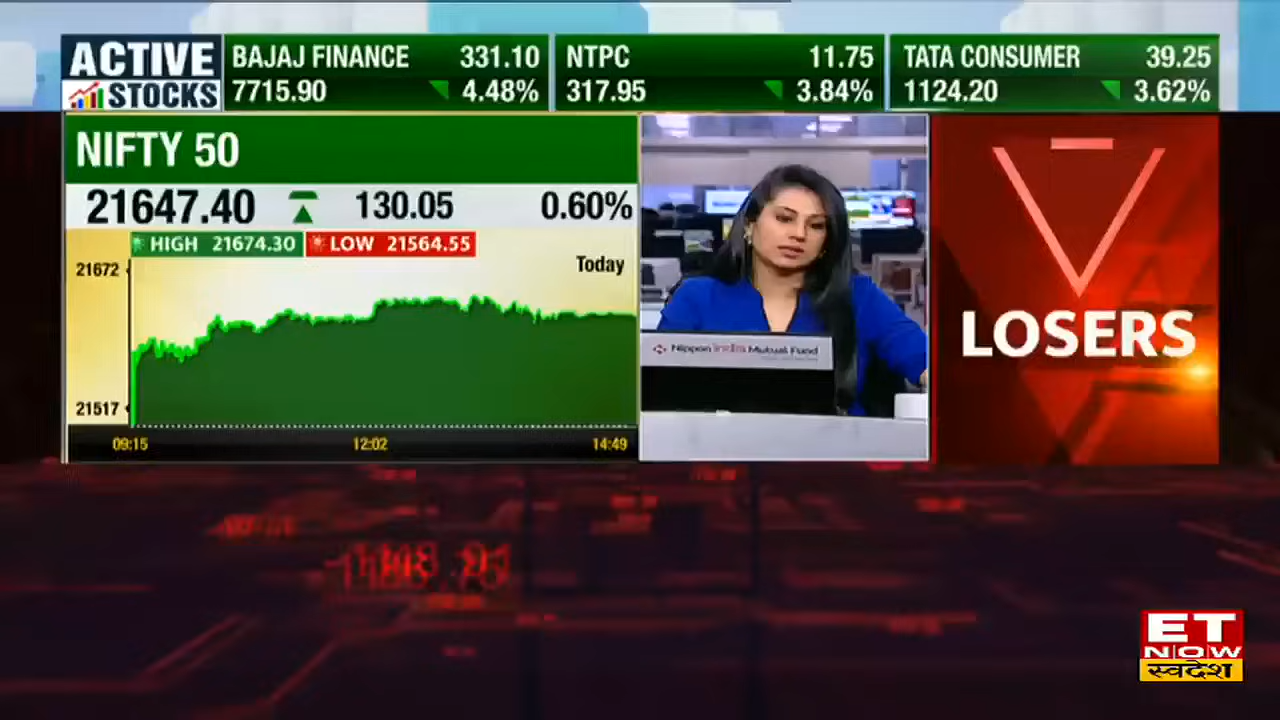 ACTIVE
STOCKS
BAJAJ FINANCE 331.10
7715.90 4.48%
NTPC 11.75
317.95 3.84%
TATA CONSUMER 39.25
1124.20 3.62%
NIFTY 50
21647.40 130.05 0.60%
HIGH 21674.30 LOW 21564.55
Today
21672
21517
09:15 12:02 14:49
Nippon India Mutual Fund
LOSERS
ET
NOW
स्वदेश